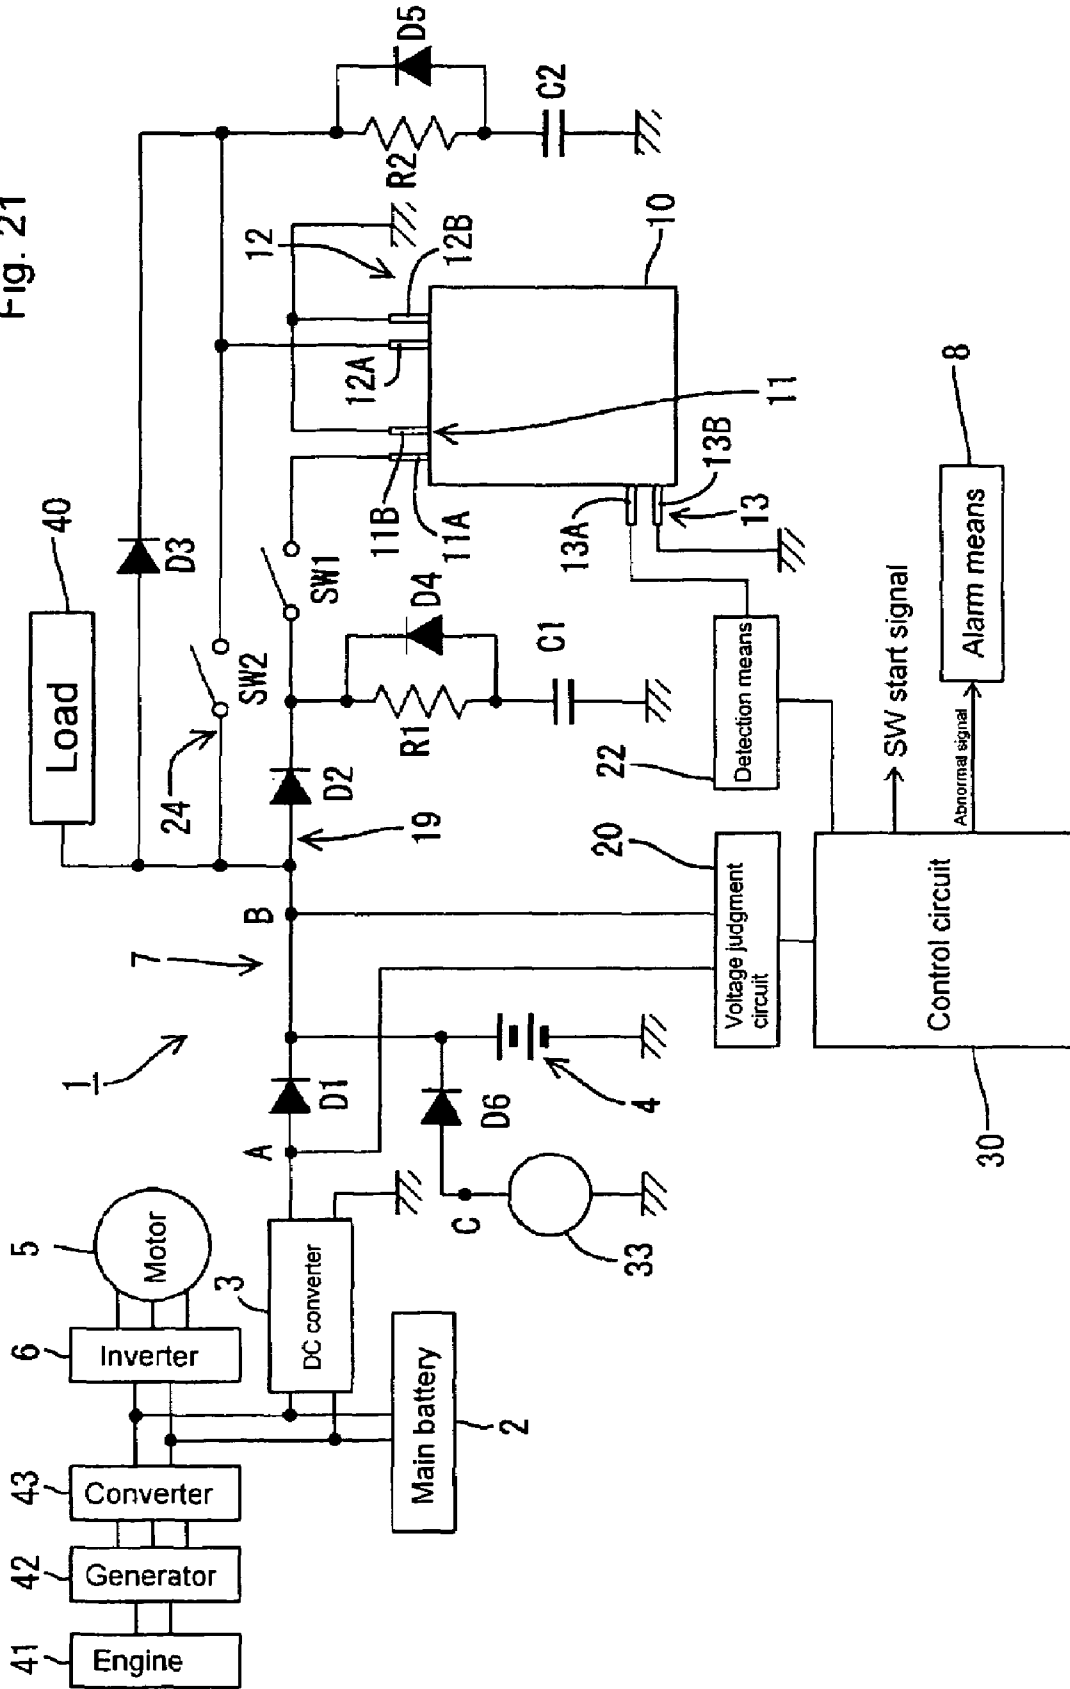 Fig. 21
1
7
5
Motor
6
Inverter
43
Converter
42
Generator
41
Engine
3
DC converter
Main battery
2
A
D1
B
C
D6
33
4
40
Load
24
SW2
D3
19
D2
SW1
R1
D4
C1
R2
D5
C2
12
12A
12B
11B
11A
11
10
13A
13B
13
22
Detection means
20
Voltage judgment
circuit
Control circuit
30
SW start signal
Abnormal signal
Alarm means
8